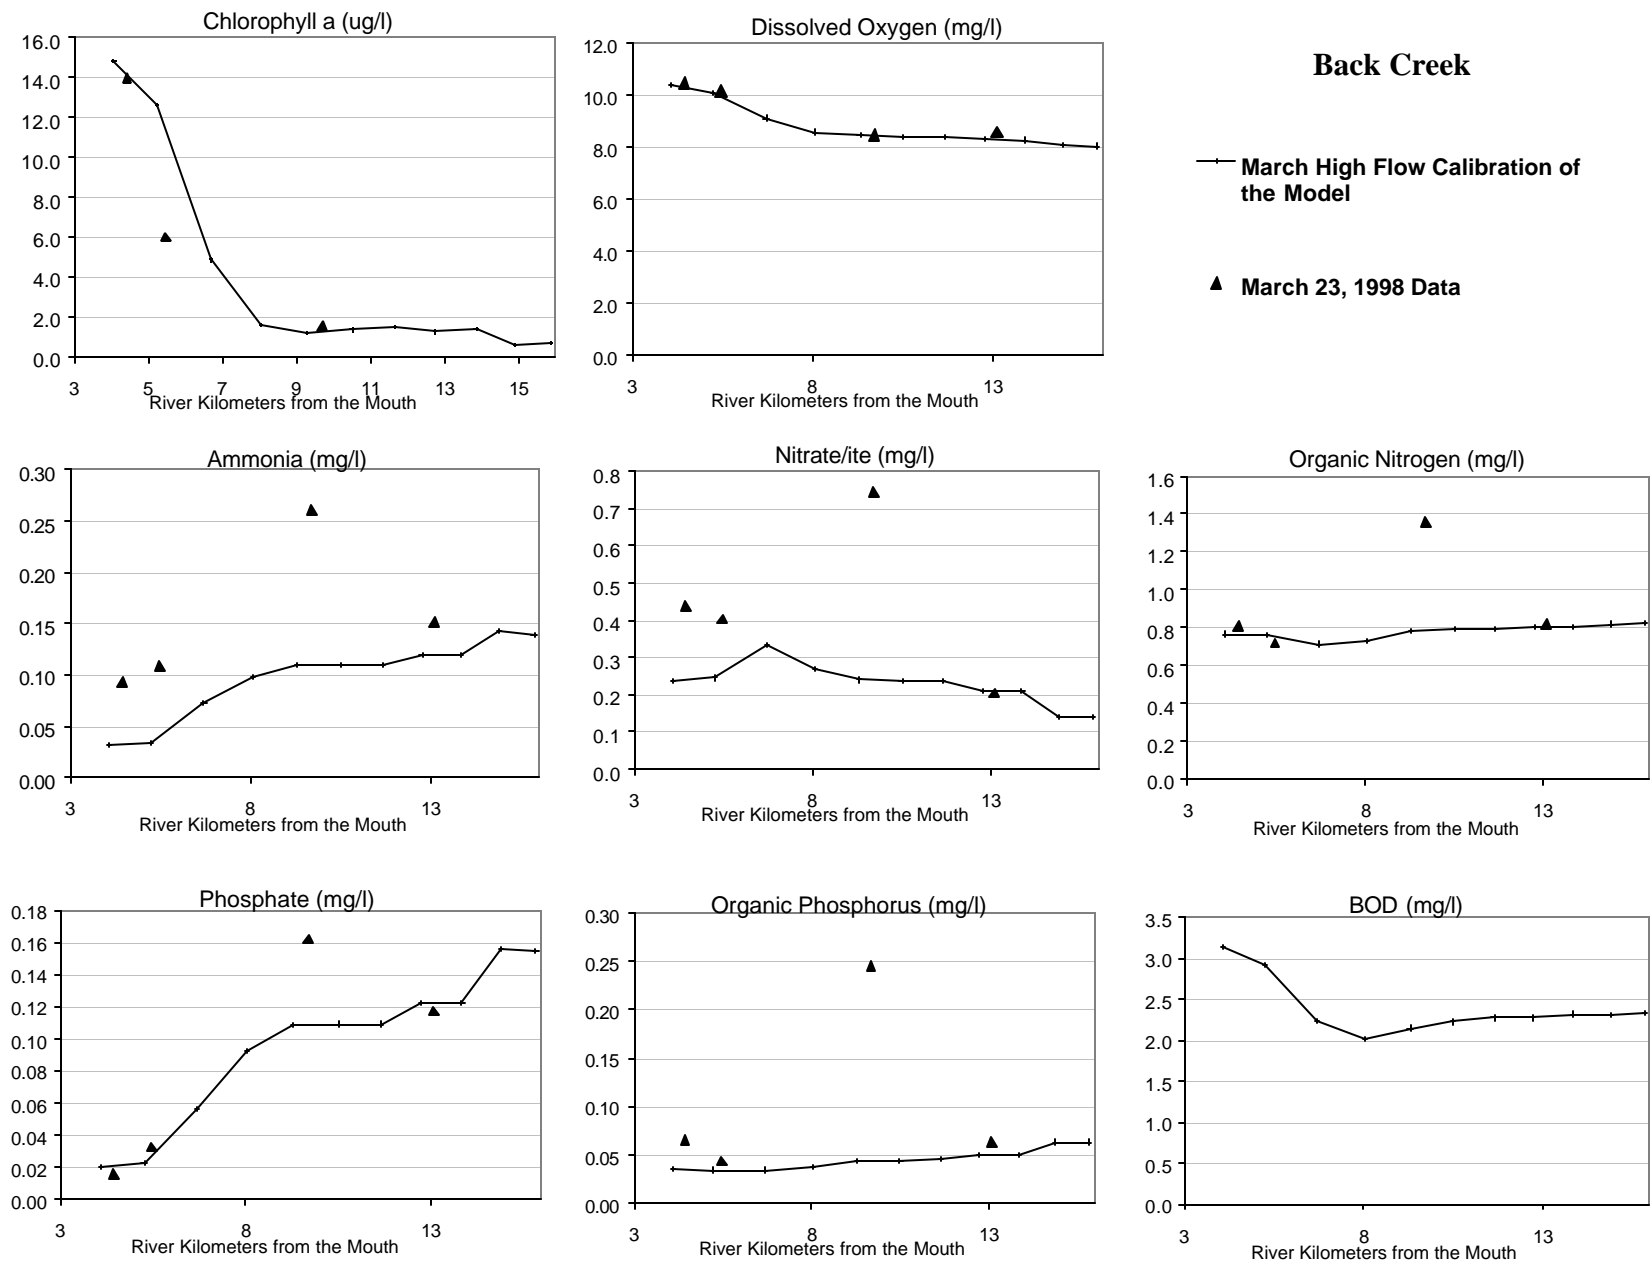 Chlorophyll a (ug/l)
16.0
14.0
12.0
10.0
8.0
6.0
4.0
2.0
0.0
3 5 7 9 11 13 15
River Kilometers from the Mouth
Dissolved Oxygen (mg/l)
12.0
10.0
8.0
6.0
4.0
2.0
0.0
3 8 13
River Kilometers from the Mouth
Back Creek
March High Flow Calibration of
the Model
March 23, 1998 Data
Ammonia (mg/l)
0.30
0.25
0.20
0.15
0.10
0.05
0.00
3 8 13
River Kilometers from the Mouth
Nitrate/ite (mg/l)
0.8
0.7
0.6
0.5
0.4
0.3
0.2
0.1
0.0
3 8 13
River Kilometers from the Mouth
Organic Nitrogen (mg/l)
1.6
1.4
1.2
1.0
0.8
0.6
0.4
0.2
0.0
3 8 13
River Kilometers from the Mouth
Phosphate (mg/l)
0.18
0.16
0.14
0.12
0.10
0.08
0.06
0.04
0.02
0.00
3 8 13
River Kilometers from the Mouth
Organic Phosphorus (mg/l)
0.30
0.25
0.20
0.15
0.10
0.05
0.00
3 8 13
River Kilometers from the Mouth
BOD (mg/l)
3.5
3.0
2.5
2.0
1.5
1.0
0.5
0.0
3 8 13
River Kilometers from the Mouth